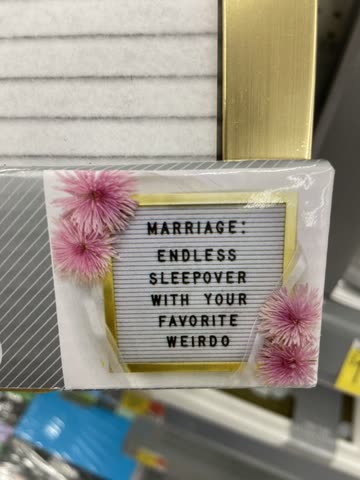 MARRIAGE:
ENDLESS
SLEEPOVER
WITH YOUR
FAVORITE
WEIRDO